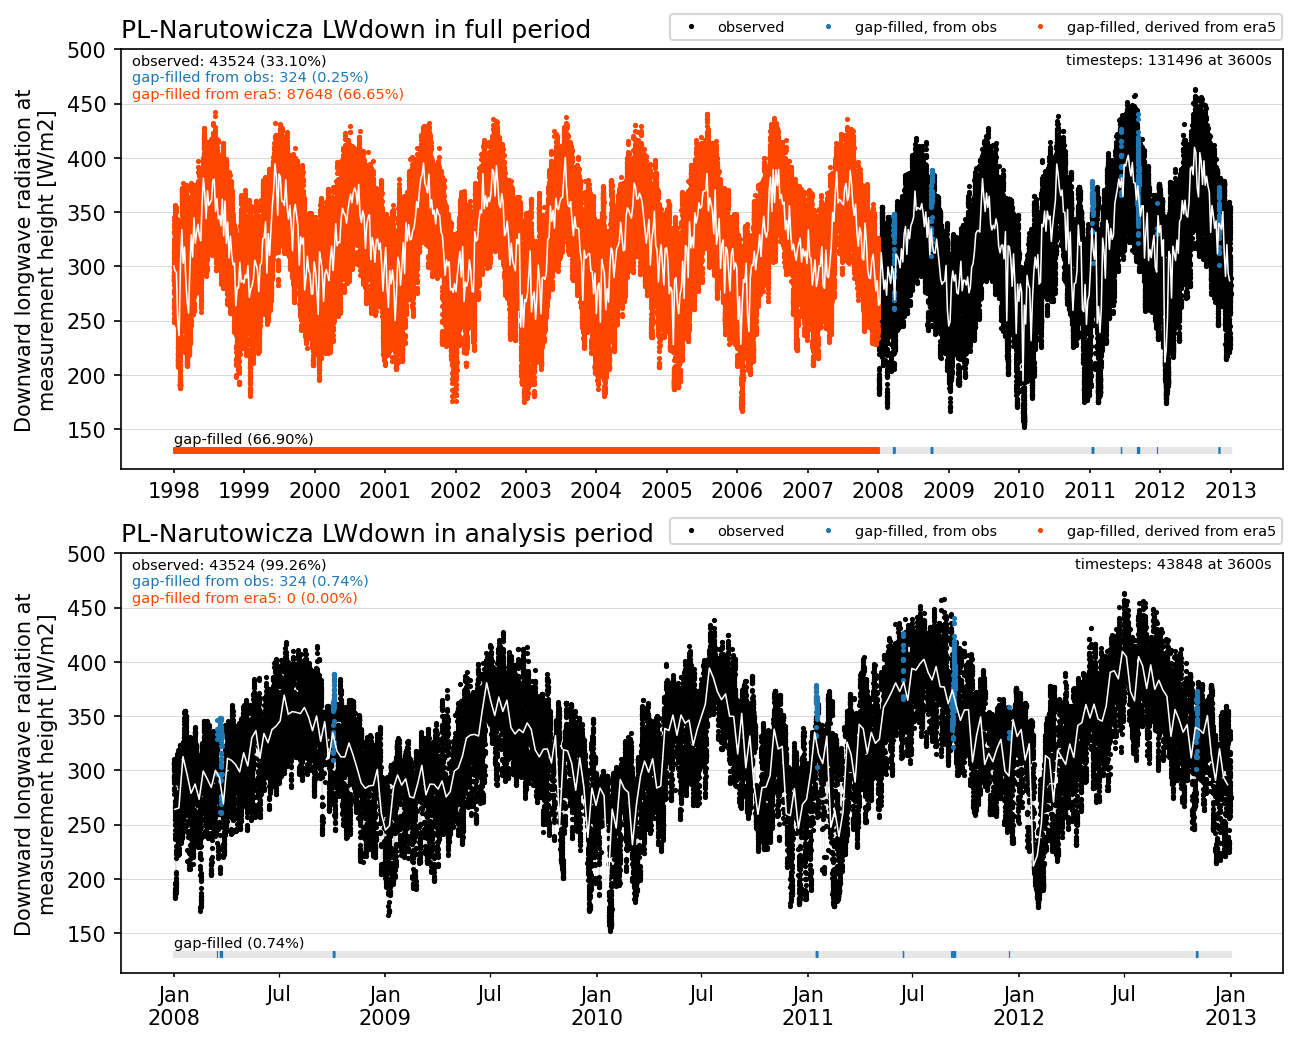 PL-Narutowicza LWdown in full period
observed
gap-filled, from obs
gap-filled, derived from era5
observed: 43524 (33.10%)
gap-filled from obs: 324 (0.25%)
gap-filled from era5: 87648 (66.65%)
timesteps: 131496 at 3600s
Downward longwave radiation at
measurement height [W/m2]
500
450
400
350
300
250
200
150
gap-filled (66.90%)
1998 1999 2000 2001 2002 2003 2004 2005 2006 2007 2008 2009 2010 2011 2012 2013
PL-Narutowicza LWdown in analysis period
observed
gap-filled, from obs
gap-filled, derived from era5
observed: 43524 (99.26%)
gap-filled from obs: 324 (0.74%)
gap-filled from era5: 0 (0.00%)
timesteps: 43848 at 3600s
Downward longwave radiation at
measurement height [W/m2]
500
450
400
350
300
250
200
150
gap-filled (0.74%)
Jan Jul Jan Jul Jan Jul Jan Jul Jan Jul Jan
2008 2009 2010 2011 2012 2013